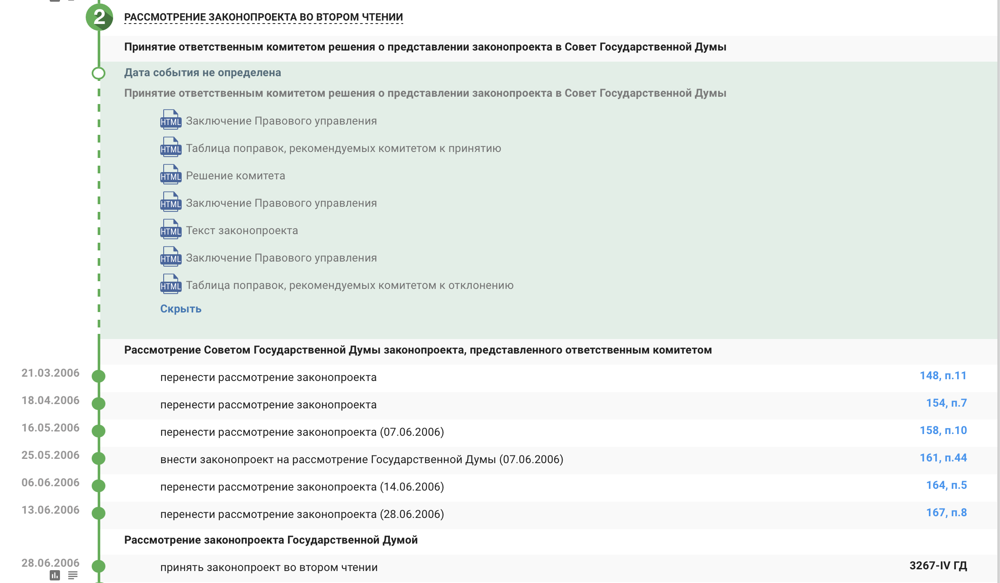 2 РАССМОТРЕНИЕ ЗАКОНОПРОЕКТА ВО ВТОРОМ ЧТЕНИИ
Принятие ответственным комитетом решения о представлении законопроекта в Совет Государственной Думы
Дата события не определена
Принятие ответственным комитетом решения о представлении законопроекта в Совет Государственной Думы
HTML Заключение Правового управления
HTML Таблица поправок, рекомендуемых комитетом к принятию
HTML Решение комитета
HTML Заключение Правового управления
HTML Текст законопроекта
HTML Заключение Правового управления
HTML Таблица поправок, рекомендуемых комитетом к отклонению
Скрыть
Рассмотрение Советом Государственной Думы законопроекта, представленного ответственным комитетом
21.03.2006 перенести рассмотрение законопроекта 148, п.11
18.04.2006 перенести рассмотрение законопроекта 154, п.7
16.05.2006 перенести рассмотрение законопроекта (07.06.2006) 158, п.10
25.05.2006 внести законопроект на рассмотрение Государственной Думы (07.06.2006) 161, п.44
06.06.2006 перенести рассмотрение законопроекта (14.06.2006) 164, п.5
13.06.2006 перенести рассмотрение законопроекта (28.06.2006) 167, п.8
Рассмотрение законопроекта Государственной Думой
28.06.2006 принять законопроект во втором чтении 3267-IV ГД